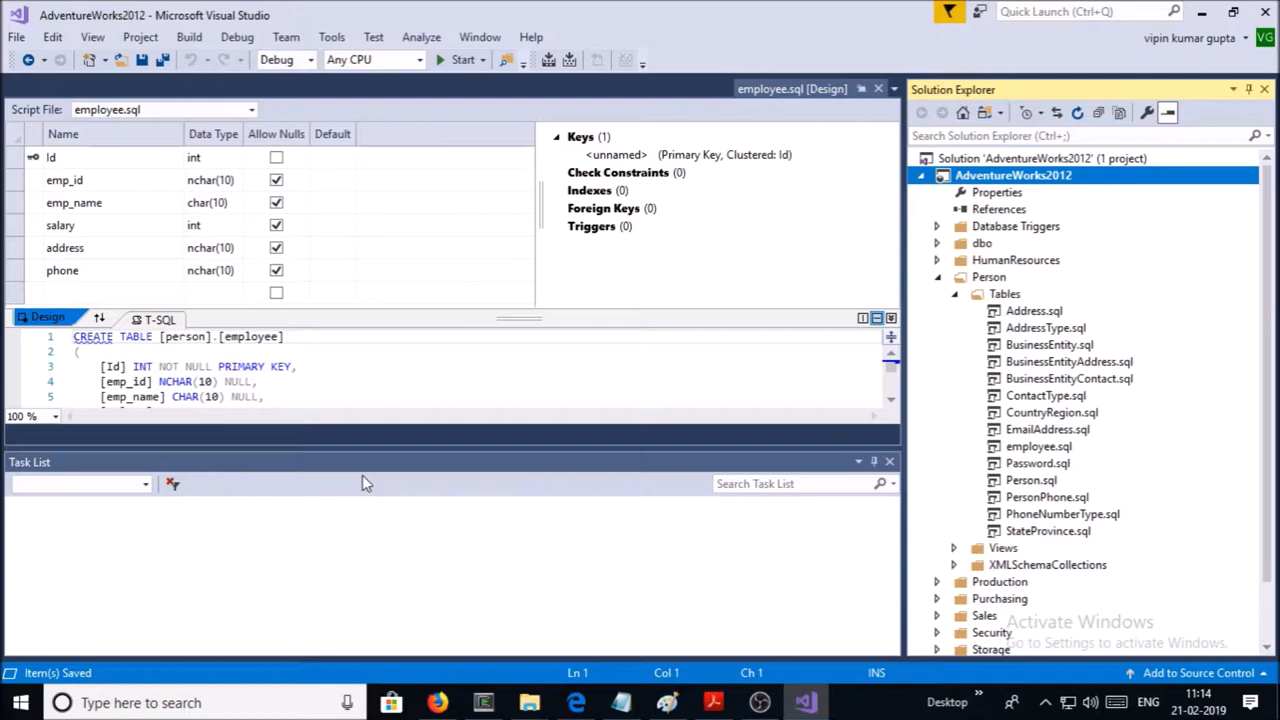 AdventureWorks2012 - Microsoft Visual Studio
Quick Launch (Ctrl+Q)
File Edit View Project Build Debug Team Tools Test Analyze Window Help
vipin kumar gupta VG
Debug Any CPU Start
employee.sql [Design]
Solution Explorer
Script File: employee.sql
Search Solution Explorer (Ctrl+;)
Name Data Type Allow Nulls Default
Id int
emp_id nchar(10)
emp_name char(10)
salary int
address nchar(10)
phone nchar(10)
Keys (1)
<unnamed> (Primary Key, Clustered: Id)
Check Constraints (0)
Indexes (0)
Foreign Keys (0)
Triggers (0)
Design T-SQL
1 CREATE TABLE [person].[employee]
2 (
3 [Id] INT NOT NULL PRIMARY KEY,
4 [emp_id] NCHAR(10) NULL,
5 [emp_name] CHAR(10) NULL,
100 %
Task List
Search Task List
Solution 'AdventureWorks2012' (1 project)
AdventureWorks2012
Properties
References
Database Triggers
dbo
HumanResources
Person
Tables
Address.sql
AddressType.sql
BusinessEntity.sql
BusinessEntityAddress.sql
BusinessEntityContact.sql
ContactType.sql
CountryRegion.sql
EmailAddress.sql
employee.sql
Password.sql
Person.sql
PersonPhone.sql
PhoneNumberType.sql
StateProvince.sql
Views
XMLSchemaCollections
Production
Purchasing
Sales
Security
Storage
Activate Windows
Go to Settings to activate Windows.
Item(s) Saved Ln 1 Col 1 Ch 1 INS Add to Source Control
Type here to search
Desktop
ENG
11:14
21-02-2019